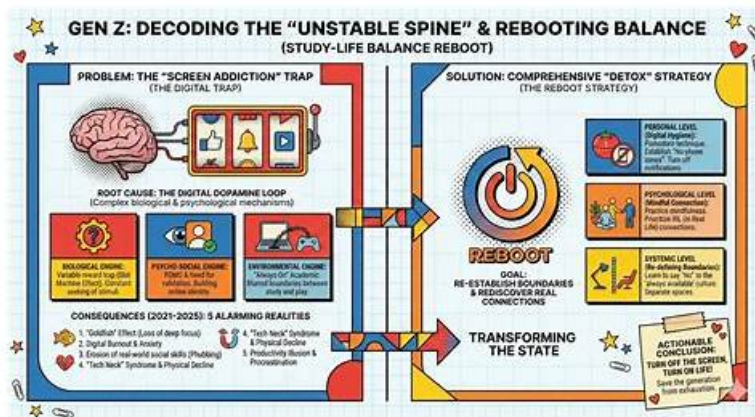 GEN Z: DECODING THE “UNSTABLE SPINE” & REBOOTING BALANCE
(STUDY-LIFE BALANCE REBOOT)
PROBLEM: THE “SCREEN ADDICTION” TRAP
(THE DIGITAL TRAP)
ROOT CAUSE: THE DIGITAL DOPAMINE LOOP
(Complex biological & psychological mechanisms)
BIOLOGICAL ENGINE:
Variable reward trap (Slot
Machine Effect). Constant
seeking of stimuli.
PSYCHO-SOCIAL ENGINE:
FOMO & need for
validation. Building
online identity.
ENVIRONMENTAL ENGINE:
"Always On" Academic
Blurred boundaries between
study and play.
CONSEQUENCES (2021-2025): 5 ALARMING REALITIES
1. "Goldfish" Effect (Loss of deep focus)
2. Digital Burnout & Anxiety
3. Erosion of real-world social skills (Phubbing)
4. "Tech Neck" Syndrome & Physical Decline
4. "Tech Neck" Syndrome
& Physical Decline
5. Productivity Illusion &
Procrastination
SOLUTION: COMPREHENSIVE “DETOX” STRATEGY
(THE REBOOT STRATEGY)
REBOOT
GOAL:
RE-ESTABLISH BOUNDARIES
& REDISCOVER REAL
CONNECTIONS
PERSONAL LEVEL
(Digital Hygiene):
Pomodoro technique.
Establish "No-phone
zones". Turn off
notifications.
PSYCHOLOGICAL LEVEL
(Mindful Connection):
Practice mindfulness.
Prioritize IRL (In Real
Life) connections.
SYSTEMIC LEVEL
(Re-defining Boundaries):
Learn to say "No" to the
"always available" culture.
Separate spaces.
TRANSFORMING
THE STATE
ACTIONABLE
CONCLUSION:
TURN OFF THE SCREEN,
TURN ON LIFE!
Save the generation
from exhaustion.